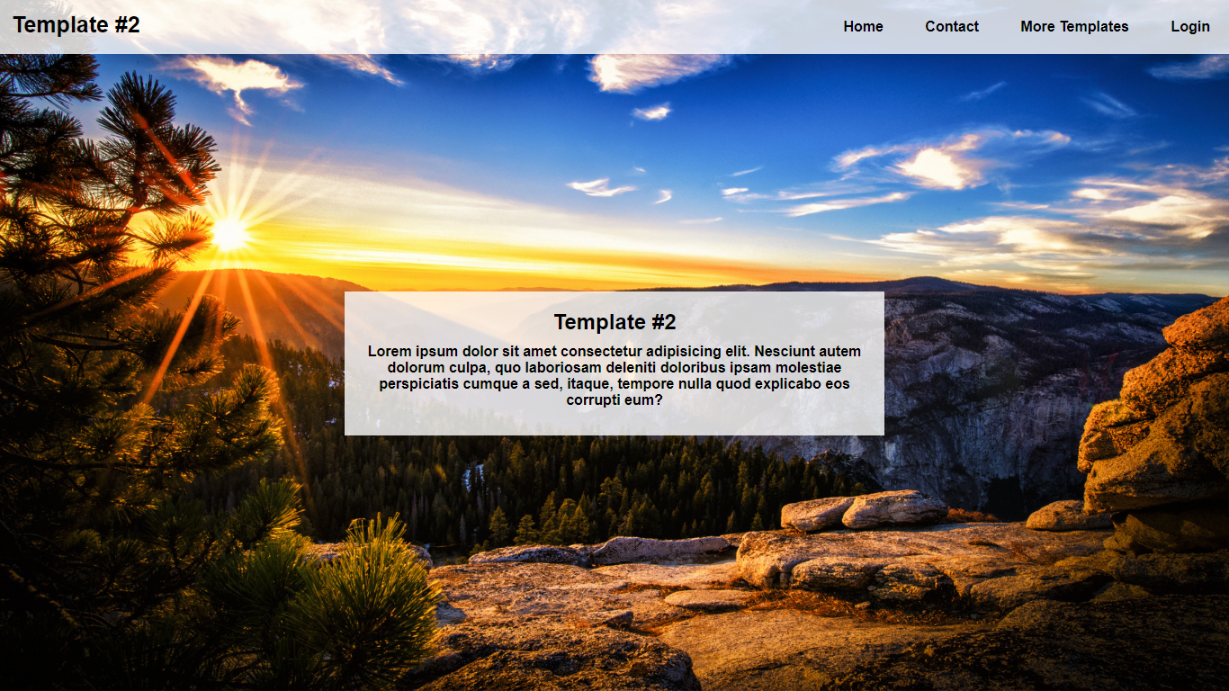 Template #2
Home Contact More Templates Login
Template #2
Lorem ipsum dolor sit amet consectetur adipisicing elit. Nesciunt autem
dolorum culpa, quo laboriosam deleniti doloribus ipsam molestiae
perspiciatis cumque a sed, itaque, tempore nulla quod explicabo eos
corrupti eum?